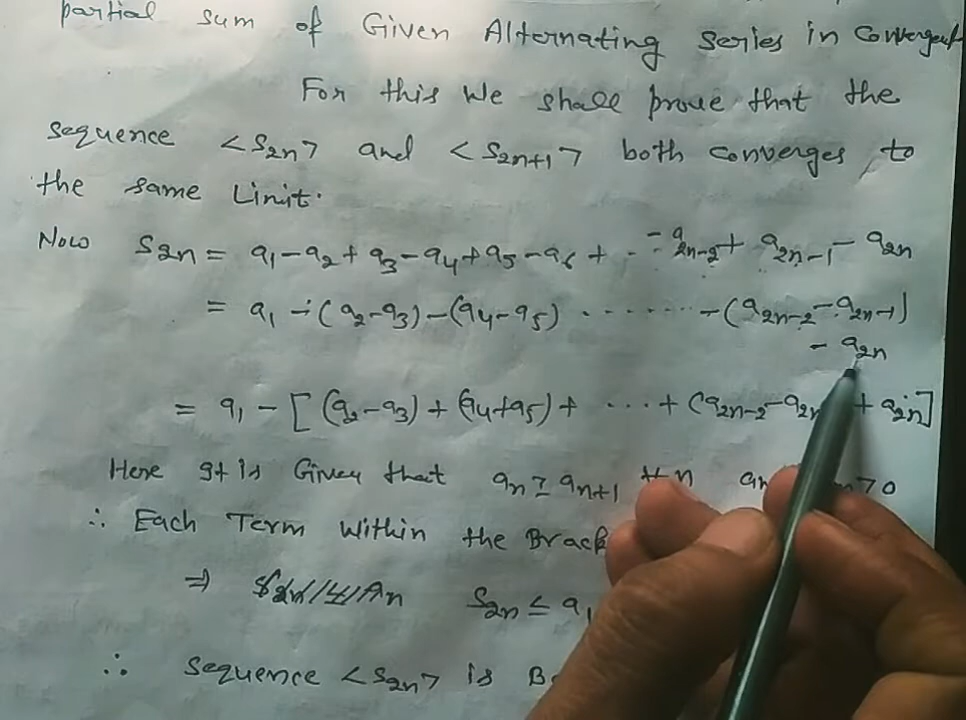 partial sum of Given Alternating Series in Convergent
For this We shall prove that the
sequence <S2n> and <S2n+1> both converges to
the same Limit.
Now S2n = a1-a2+a3-a4+a5-a6+ - - -a2n-2+ a2n-1 - a2n
= a1 -(a2-a3)-(a4-a5) . . . . . . . -(a2n-2-a2n-1)
- a2n
= a1 - [(a2-a3) + (a4+a5)+ ... + (a2n-2-a2n + a2n]
Here It is Given that an ≥ an+1 ∀ n an >0
∴ Each Term Within the Brack
⇒ S2n ≤ a1
∴ Sequence <S2n> is B